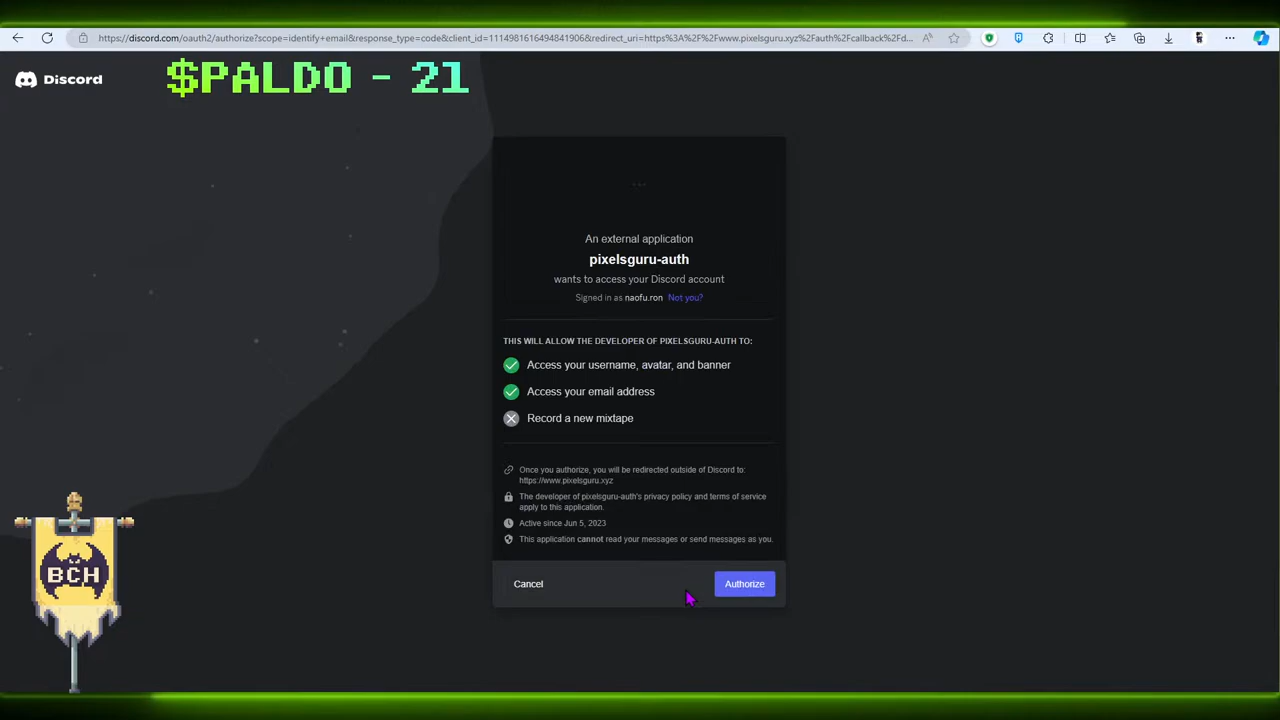 https://discord.com/oauth2/authorize?scope=identify+email&response_type=code&client_id=1114981616494841906&redirect_uri=https%3A%2F%2Fwww.pixelsguru.xyz%2Fauth%2Fcallback%2Fd...
Discord
$PALDO - 21
An external application
pixelsguru-auth
wants to access your Discord account
Signed in as naofu.ron Not you?
THIS WILL ALLOW THE DEVELOPER OF PIXELSGURU-AUTH TO:
Access your username, avatar, and banner
Access your email address
Record a new mixtape
Once you authorize, you will be redirected outside of Discord to:
https://www.pixelsguru.xyz
The developer of pixelsguru-auth's privacy policy and terms of service
apply to this application.
Active since Jun 5, 2023
This application cannot read your messages or send messages as you.
Cancel
Authorize
BCH